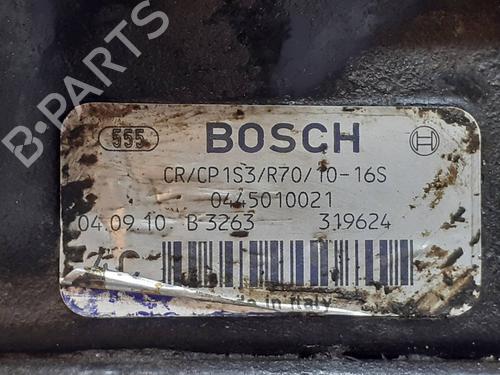 B-PARTS
555 BOSCH
CR/CP1S3/R70/10-16S
0445010021
04.09.10 B 3263 319624
in Italy